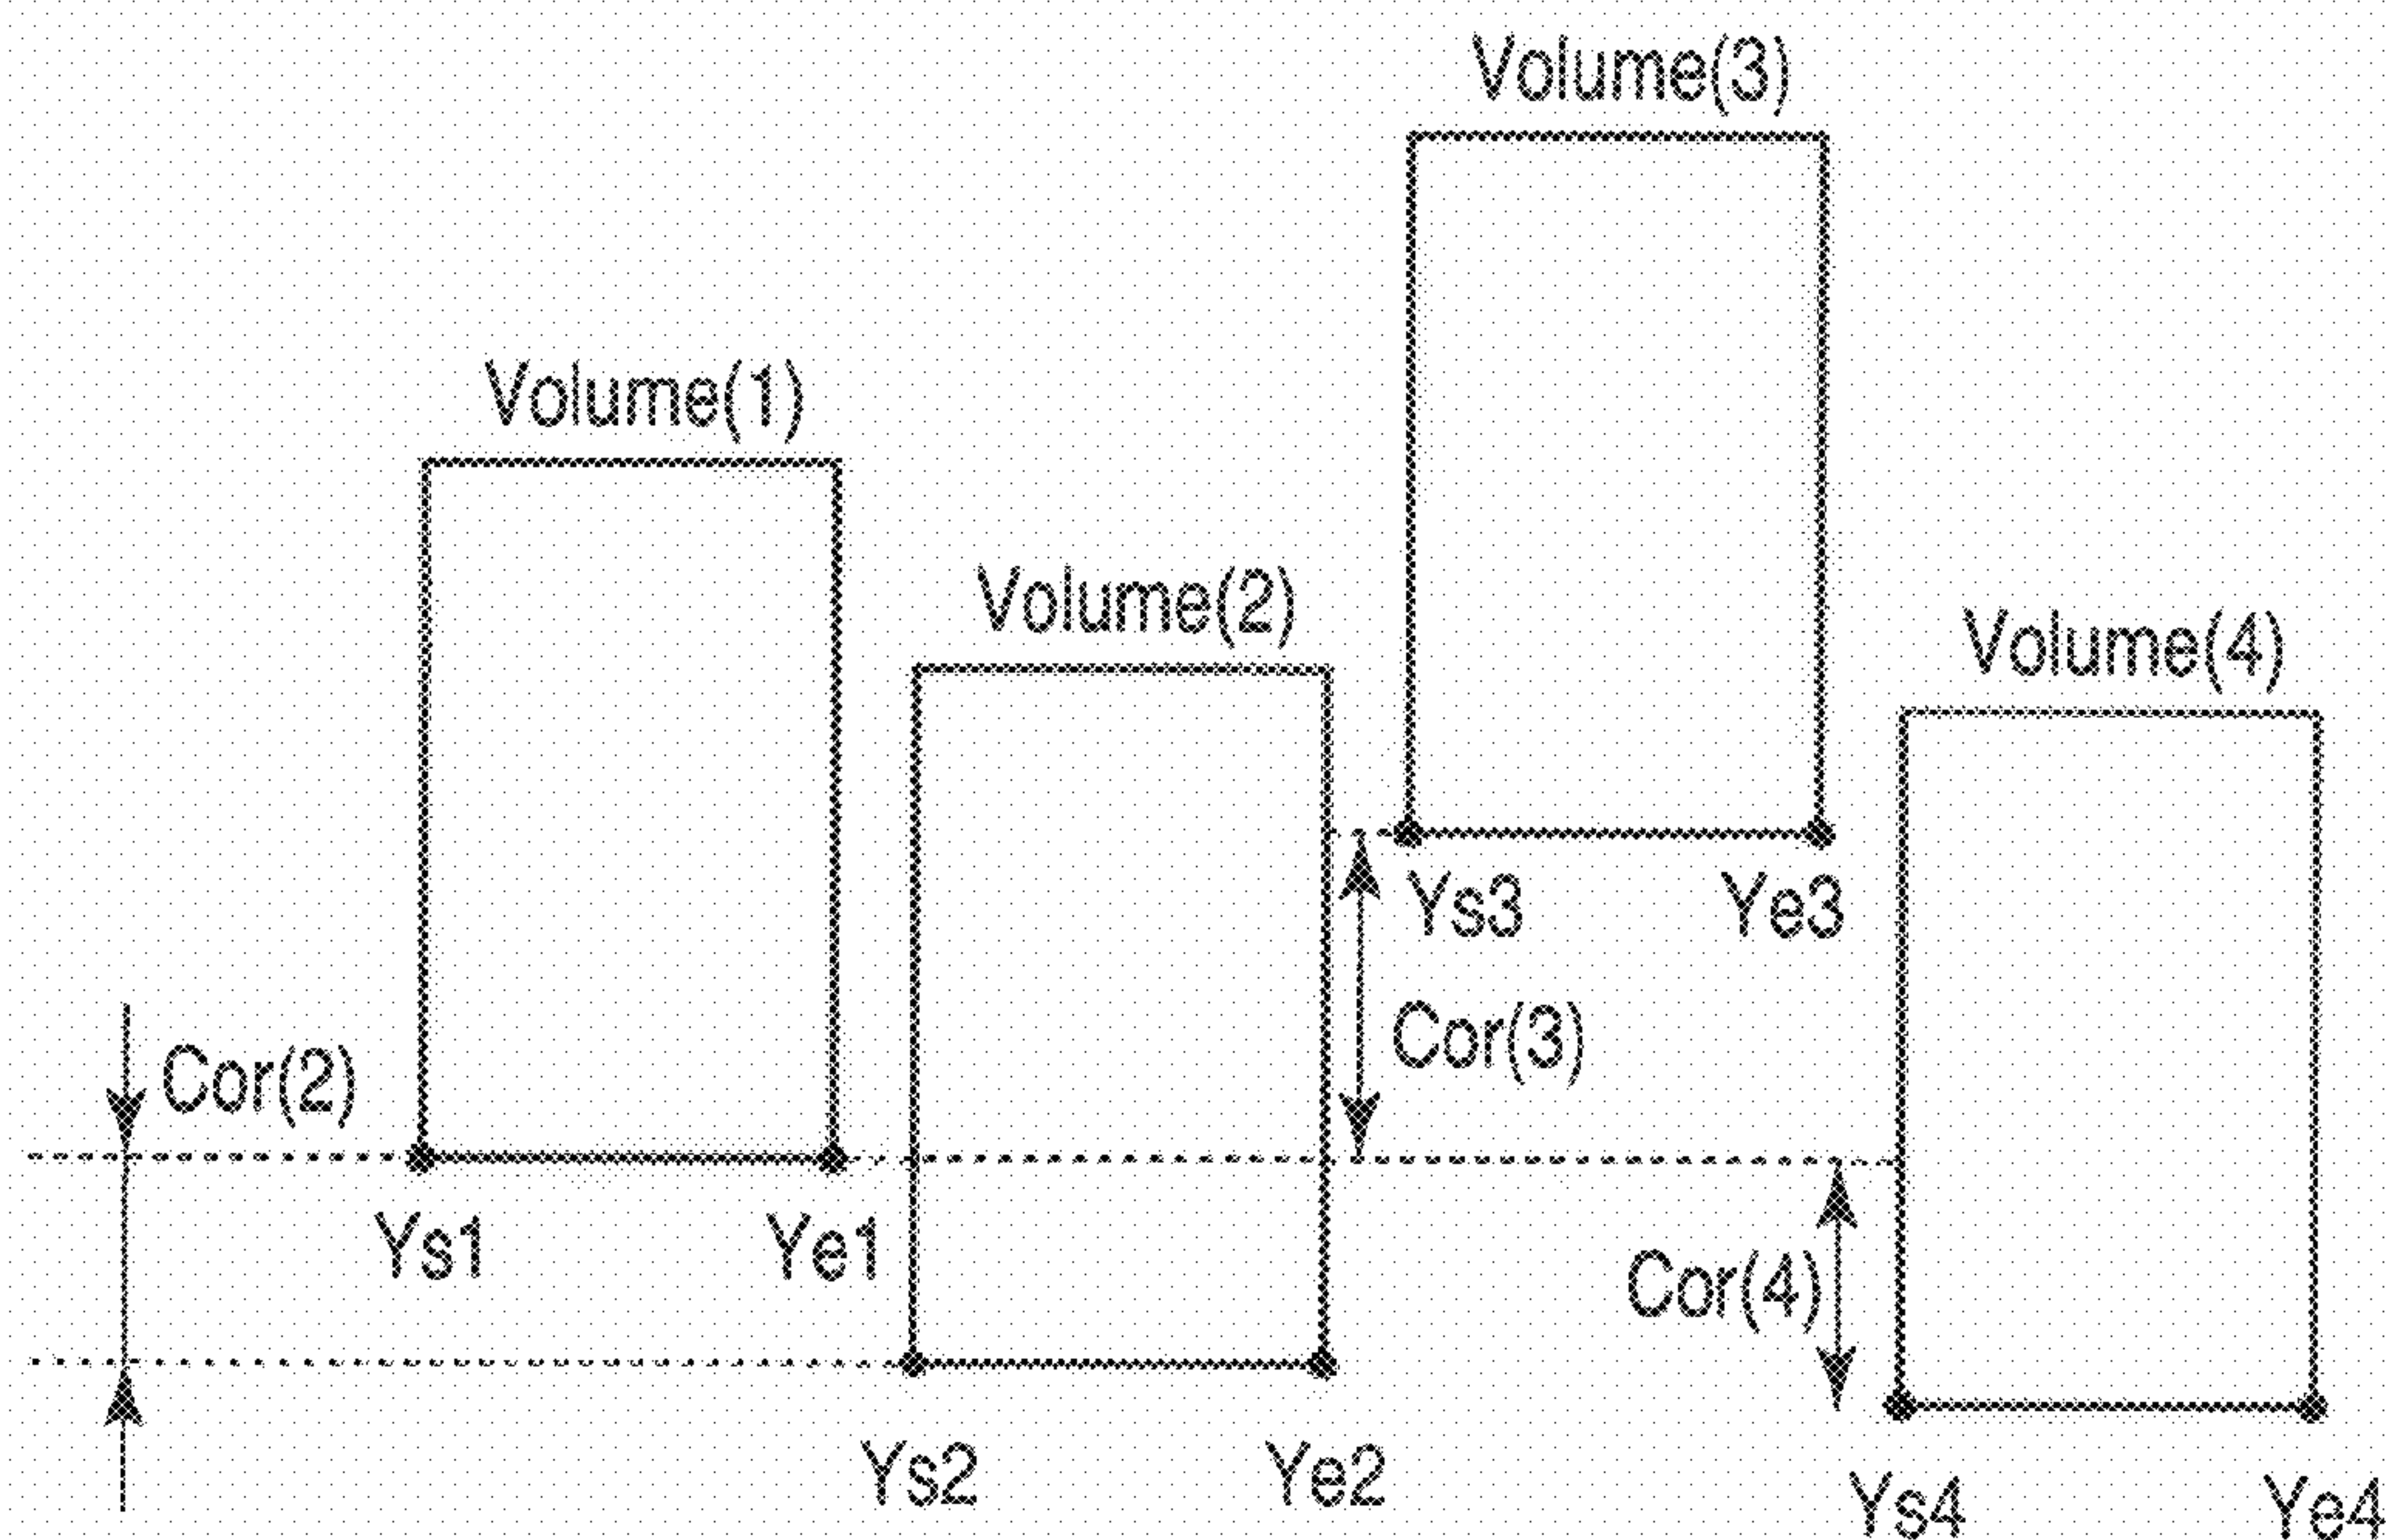 Volume(3)
Volume(1)
Volume(2)
Volume(4)
Ys3
Ye3
Cor(3)
Cor(2)
Ys1
Ye1
Cor(4)
Ys2
Ye2
Ys4
Ye4